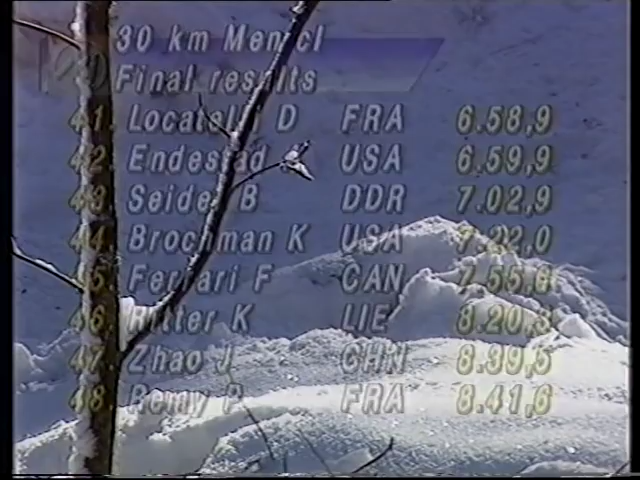 30 km Men cl
Final results
41. Locatelli D FRA 6.58,9
42. Endestad USA 6.59,9
43. Seidel B DDR 7.02,9
44. Brochman K USA 7.22,0
45. Ferrari F CAN 7.55,6
46. Ritter K LIE 8.20,3
47. Zhao J CHN 8.39,5
48. Remy P FRA 8.41,6